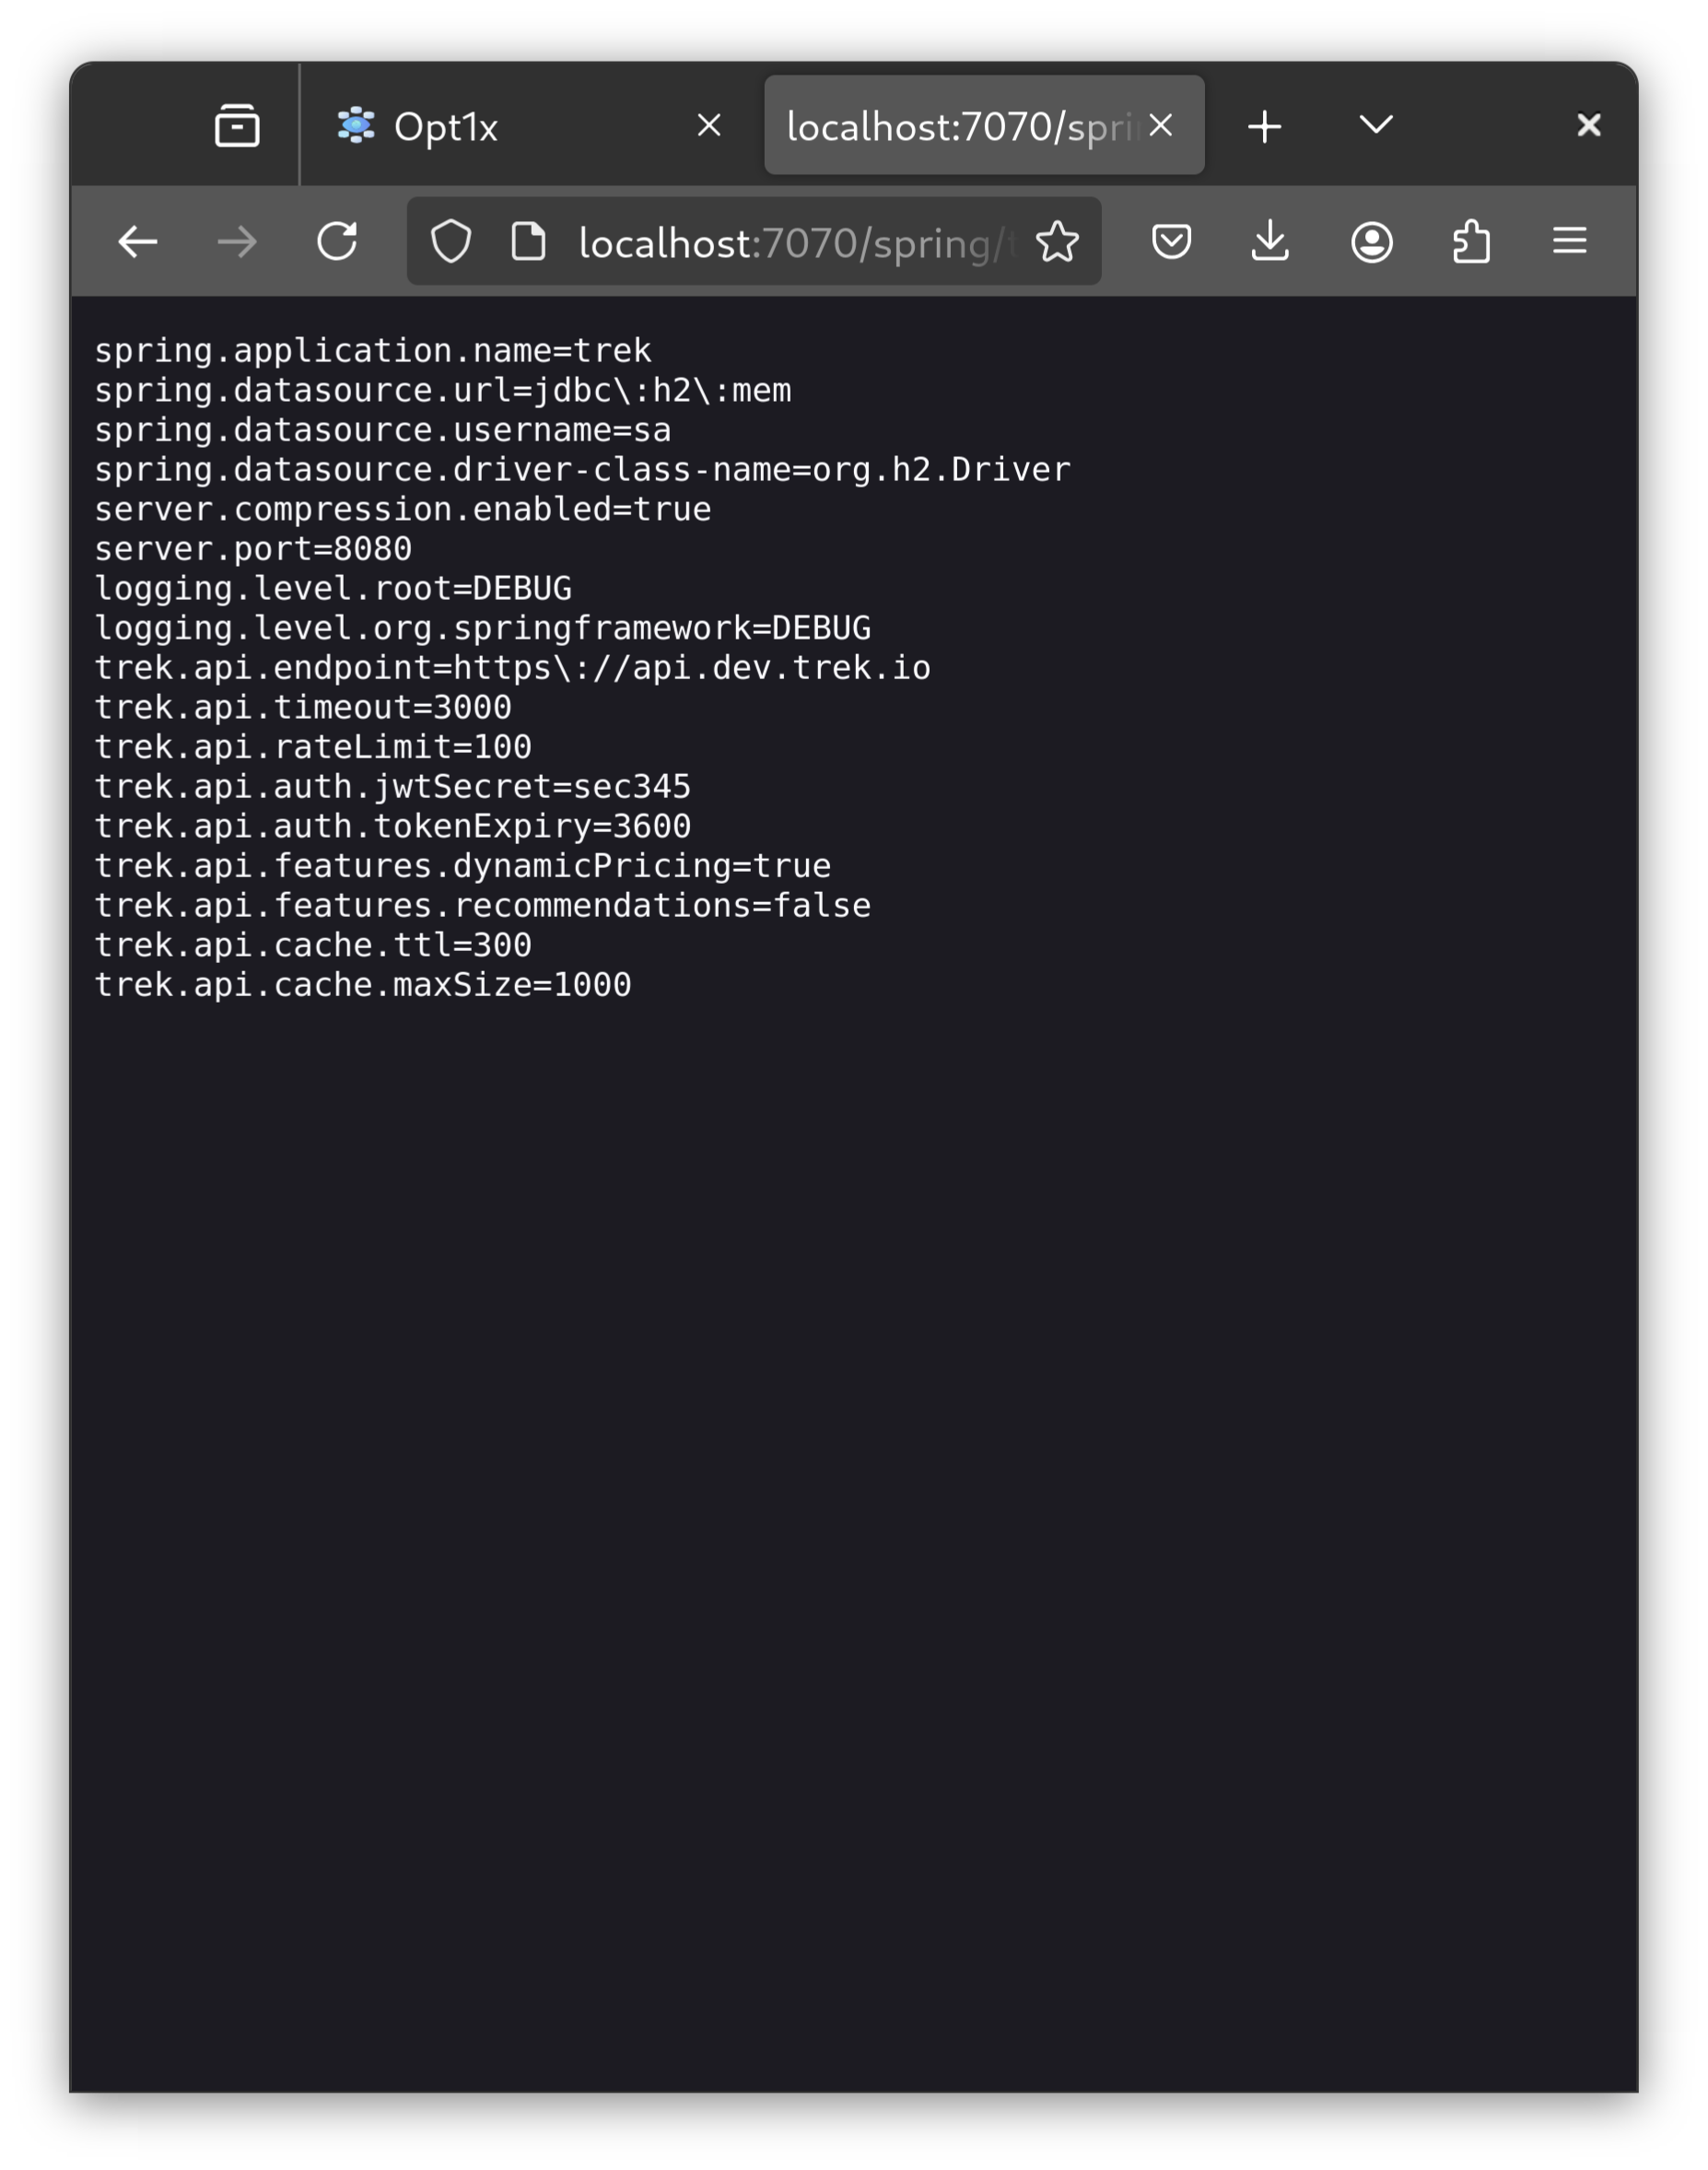 Opt1x
localhost:7070/spri
localhost:7070/spring/t
spring.application.name=trek
spring.datasource.url=jdbc\:h2\:mem
spring.datasource.username=sa
spring.datasource.driver-class-name=org.h2.Driver
server.compression.enabled=true
server.port=8080
logging.level.root=DEBUG
logging.level.org.springframework=DEBUG
trek.api.endpoint=https\://api.dev.trek.io
trek.api.timeout=3000
trek.api.rateLimit=100
trek.api.auth.jwtSecret=sec345
trek.api.auth.tokenExpiry=3600
trek.api.features.dynamicPricing=true
trek.api.features.recommendations=false
trek.api.cache.ttl=300
trek.api.cache.maxSize=1000